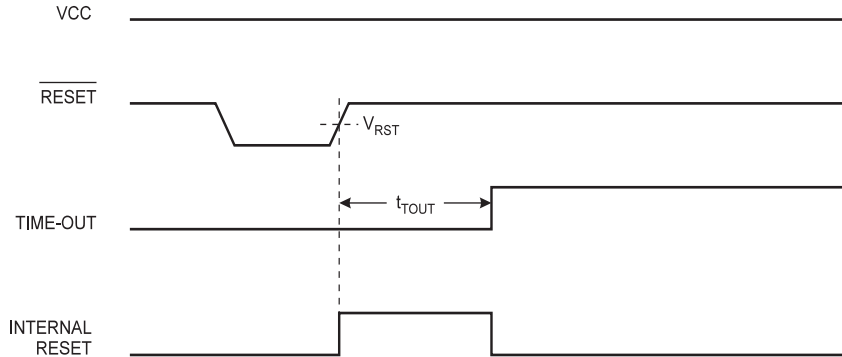 VCC
RESET
V_RST
t_TOUT
TIME-OUT
INTERNAL
RESET